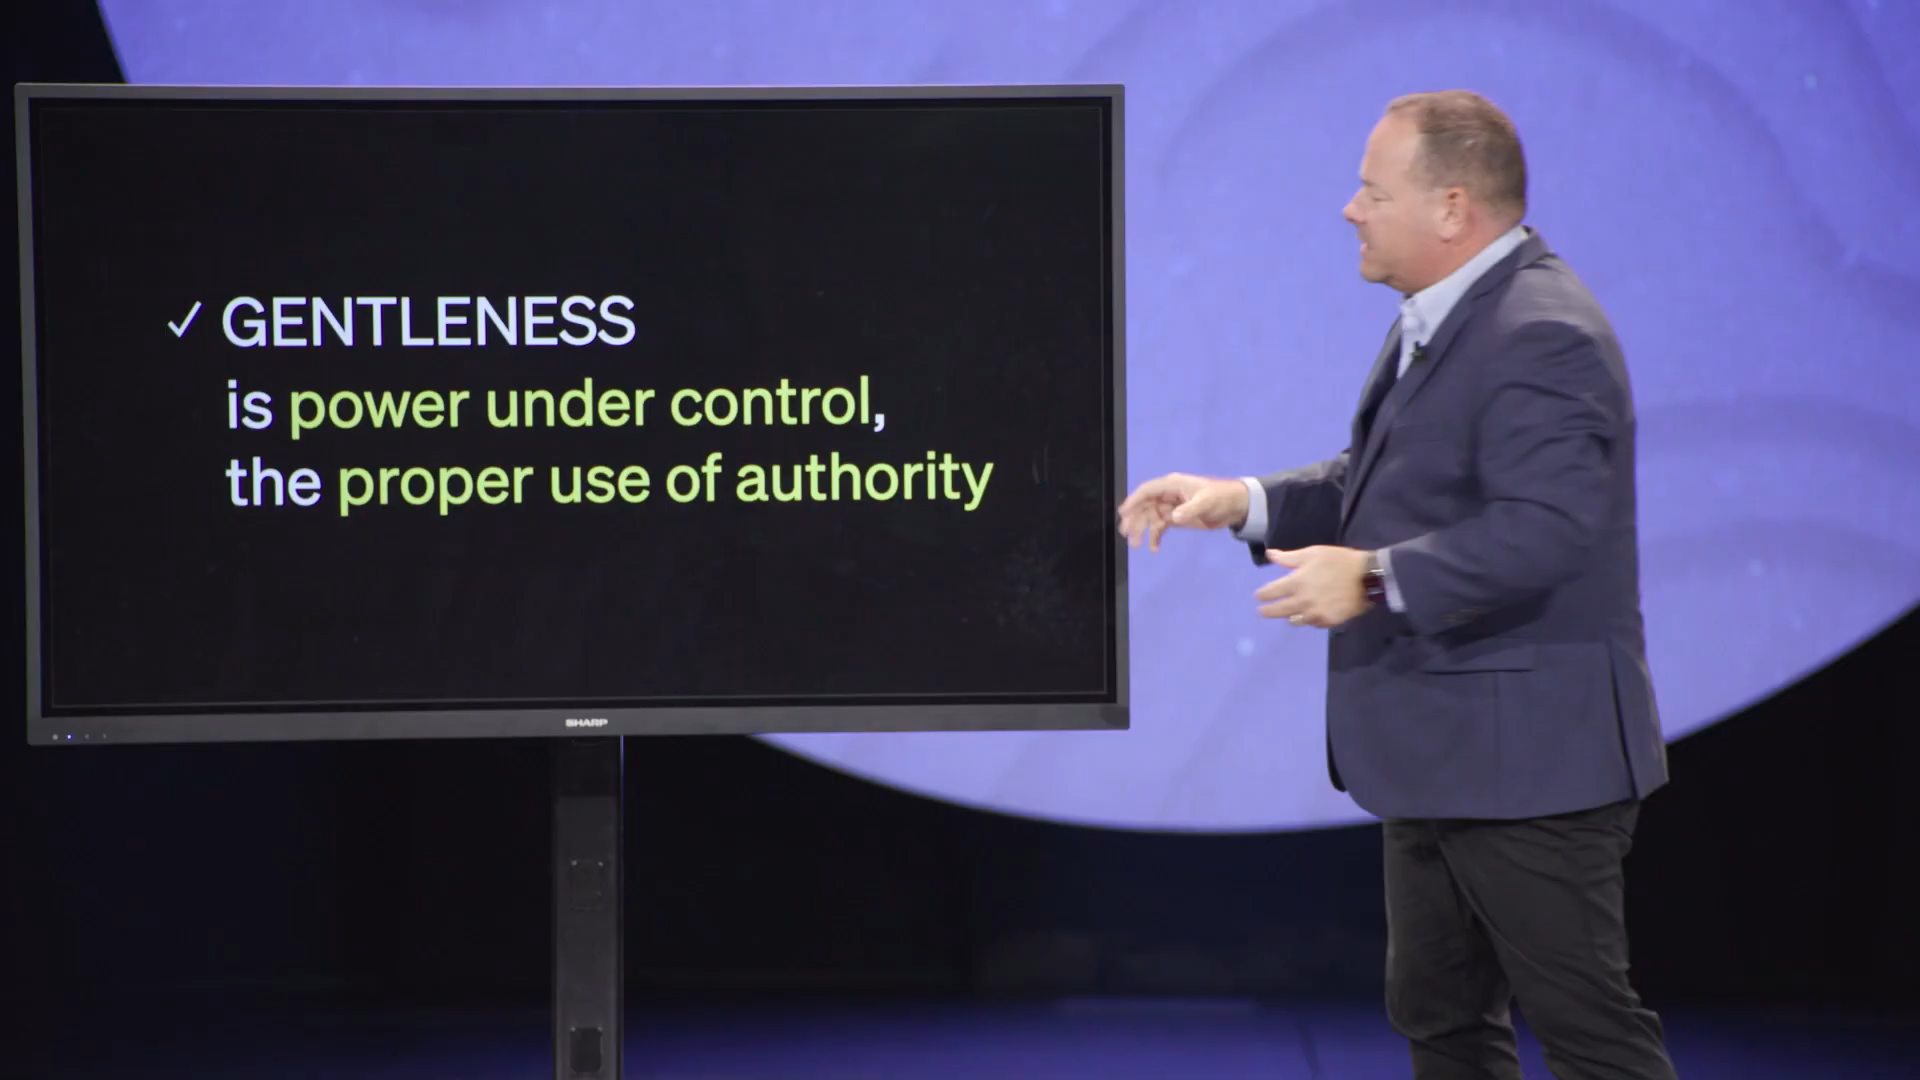 ✓ GENTLENESS
is power under control,
the proper use of authority
SHARP